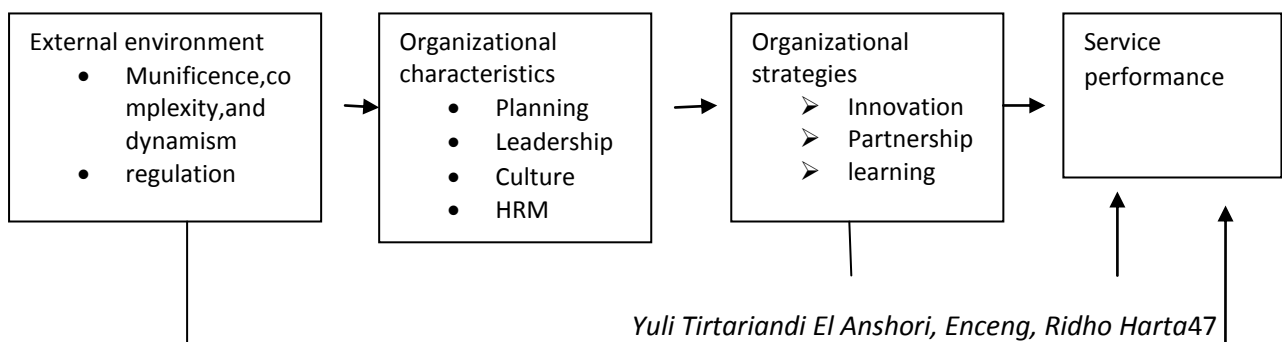 External environment
• Munificence,co
mplexity,and
dynamism
• regulation
Organizational
characteristics
• Planning
• Leadership
• Culture
• HRM
Organizational
strategies
➢ Innovation
➢ Partnership
➢ learning
Service
performance
Yuli Tirtariandi El Anshori, Enceng, Ridho Harta47